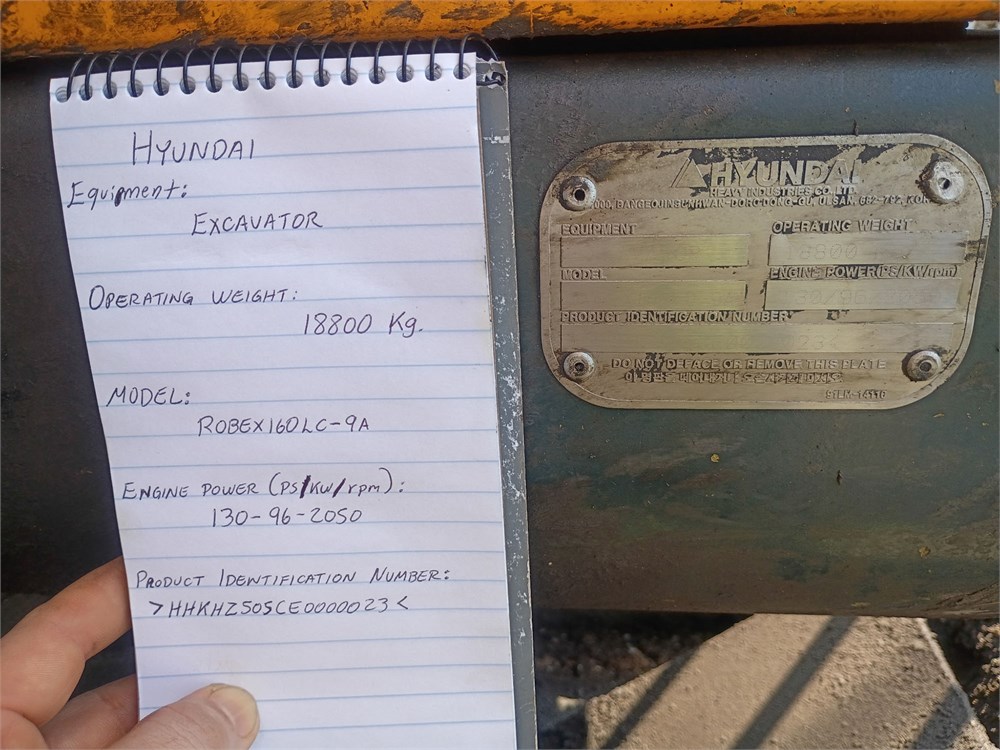 HYUNDAI
Equipment:
EXCAVATOR
OPERATING WEIGHT:
18800 Kg.
MODEL:
ROBEX160LC-9A
ENGINE POWER (PS/KW/rpm):
130-96-2050
PRODUCT IDENTIFICATION NUMBER:
>HHKHZ505CE0000023<
HYUNDAI
HEAVY INDUSTRIES CO. LTD.
EQUIPMENT
OPERATING WEIGHT
8800
MODEL
ENGINE POWER(PS/KW/rpm)
PRODUCT IDENTIFICATION NUMBER
DO NOT DEFACE OR REMOVE THIS PLATE